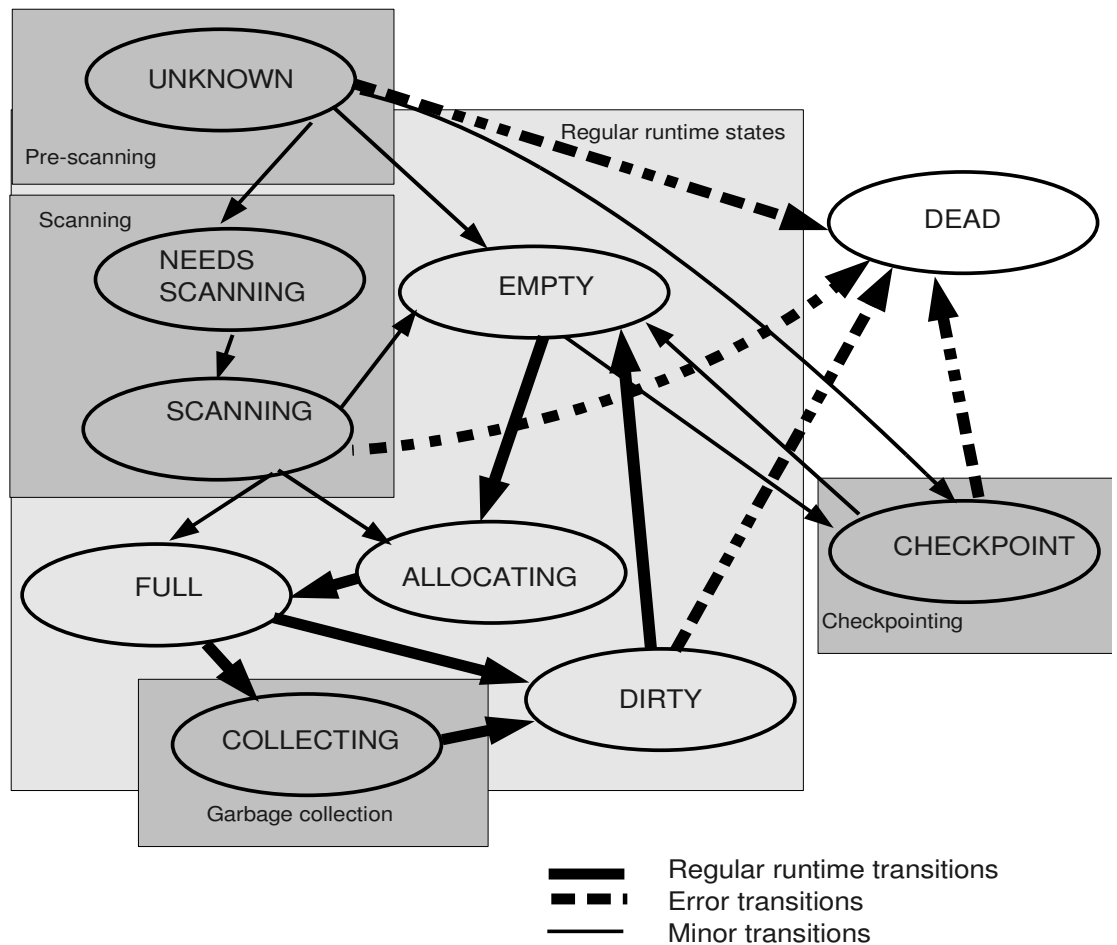 UNKNOWN
Pre-scanning
Regular runtime states
Scanning
DEAD
NEEDS
SCANNING
EMPTY
SCANNING
CHECKPOINT
FULL
ALLOCATING
Checkpointing
DIRTY
COLLECTING
Garbage collection
Regular runtime transitions
Error transitions
Minor transitions